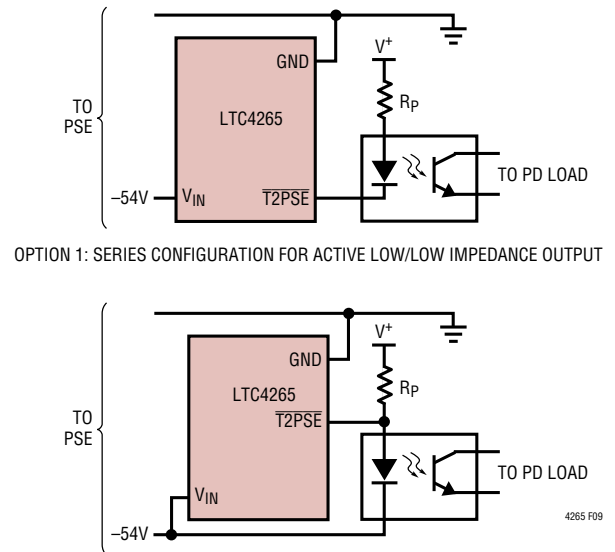 V+
GND
RP
TO
PSE
LTC4265
TO PD LOAD
–54V
VIN
T2PSE
OPTION 1: SERIES CONFIGURATION FOR ACTIVE LOW/LOW IMPEDANCE OUTPUT
V+
GND
RP
LTC4265
TO
PSE
T2PSE
TO PD LOAD
VIN
–54V
4265 F09